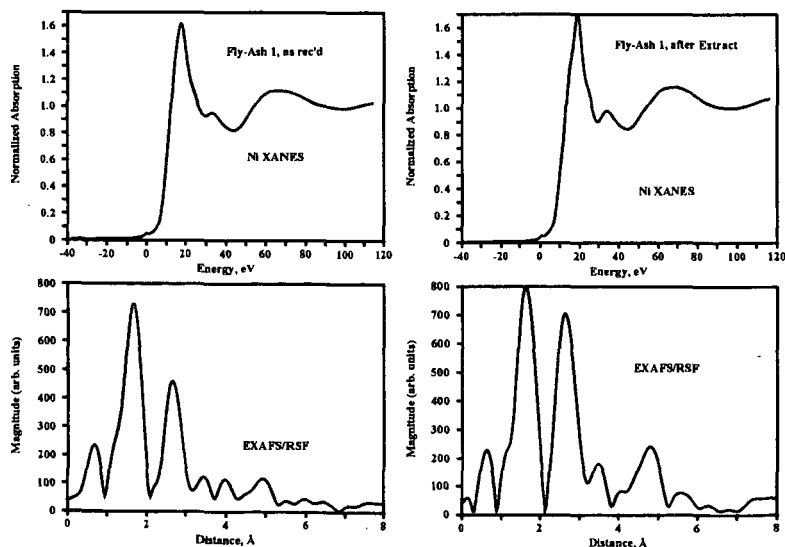 1.6
1.4
1.2
1.0
0.8
0.6
0.4
0.2
0
Normalized Absorption
Fly-Ash 1, as rec'd
Ni XANES
-40 -20 0 20 40 60 80 100 120
Energy, eV
1.6
1.4
1.2
1.0
0.8
0.6
0.4
0.2
0
Normalized Absorption
Fly-Ash 1, after Extract
Ni XANES
-40 -20 0 20 40 60 80 100 120
Energy, eV
800
700
600
500
400
300
200
100
0
Magnitude (arb. units)
EXAFS/RSF
0 2 4 6 8
Distance, Å
800
700
600
500
400
300
200
100
0
Magnitude (arb. units)
EXAFS/RSF
0 2 4 6 8
Distance, Å